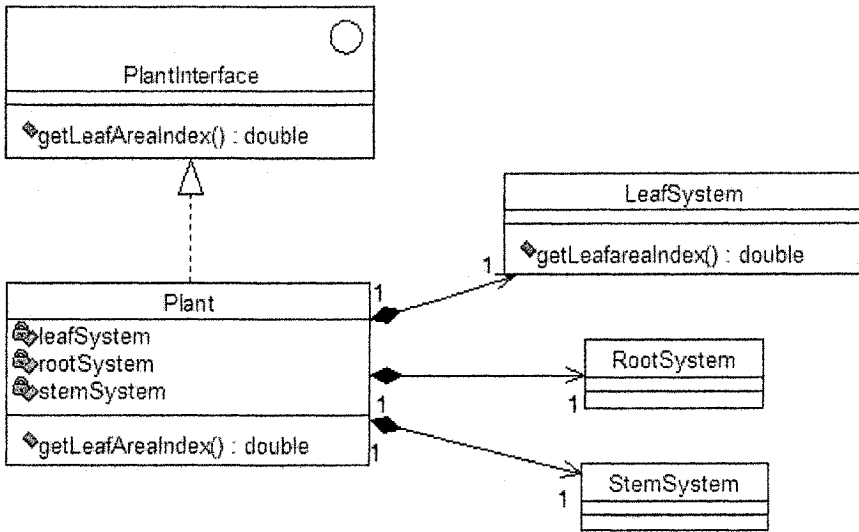 PlantInterface
getLeafAreaIndex() : double
LeafSystem
getLeafareaIndex() : double
1
1
Plant
leafSystem
rootSystem
stemSystem
getLeafAreaIndex() : double
RootSystem
1
1
1
StemSystem
1